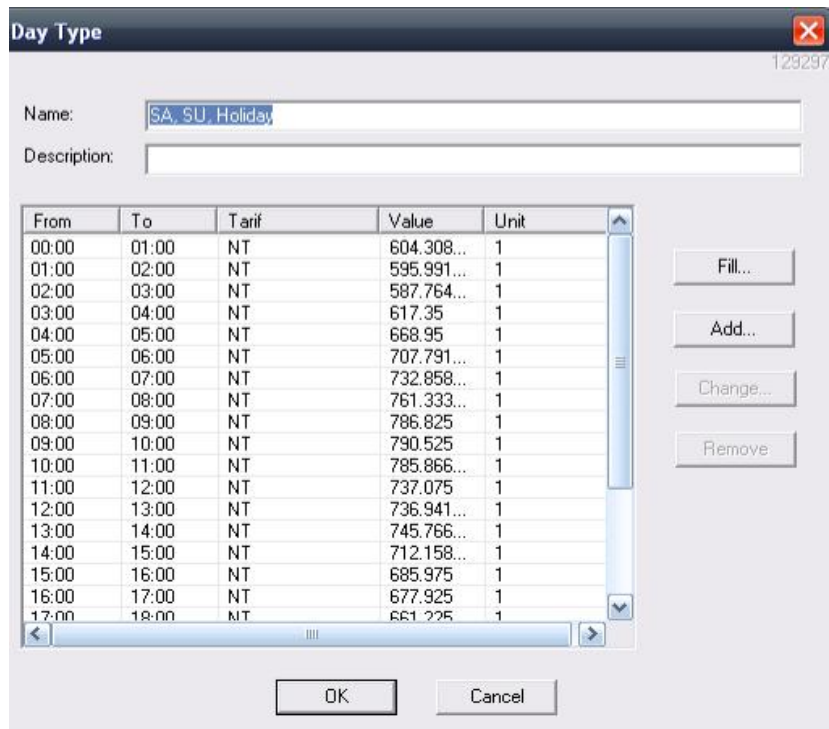 Day Type
129297
Name: SA, SU, Holiday
Description:
From To Tarif Value Unit
00:00 01:00 NT 604.308... 1
01:00 02:00 NT 595.991... 1
02:00 03:00 NT 587.764... 1
03:00 04:00 NT 617.35 1
04:00 05:00 NT 668.95 1
05:00 06:00 NT 707.791... 1
06:00 07:00 NT 732.858... 1
07:00 08:00 NT 761.333... 1
08:00 09:00 NT 786.825 1
09:00 10:00 NT 790.525 1
10:00 11:00 NT 785.866... 1
11:00 12:00 NT 737.075 1
12:00 13:00 NT 736.941... 1
13:00 14:00 NT 745.766... 1
14:00 15:00 NT 712.158... 1
15:00 16:00 NT 685.975 1
16:00 17:00 NT 677.925 1
17:00 18:00 NT 661.225 1
Fill...
Add...
Change...
Remove
OK Cancel